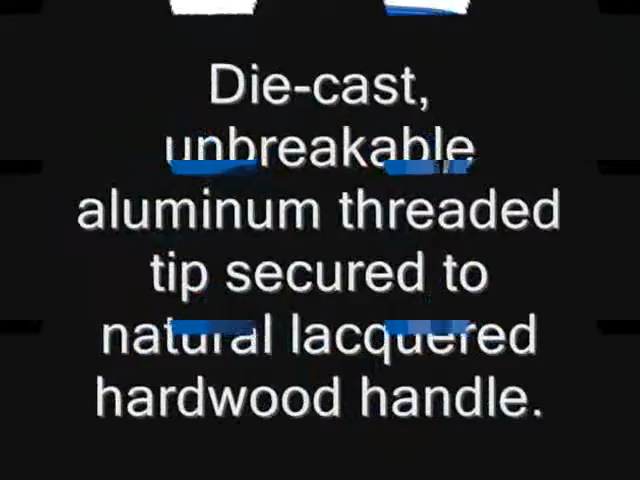 Die-cast,
unbreakable
aluminum threaded
tip secured to
natural lacquered
hardwood handle.